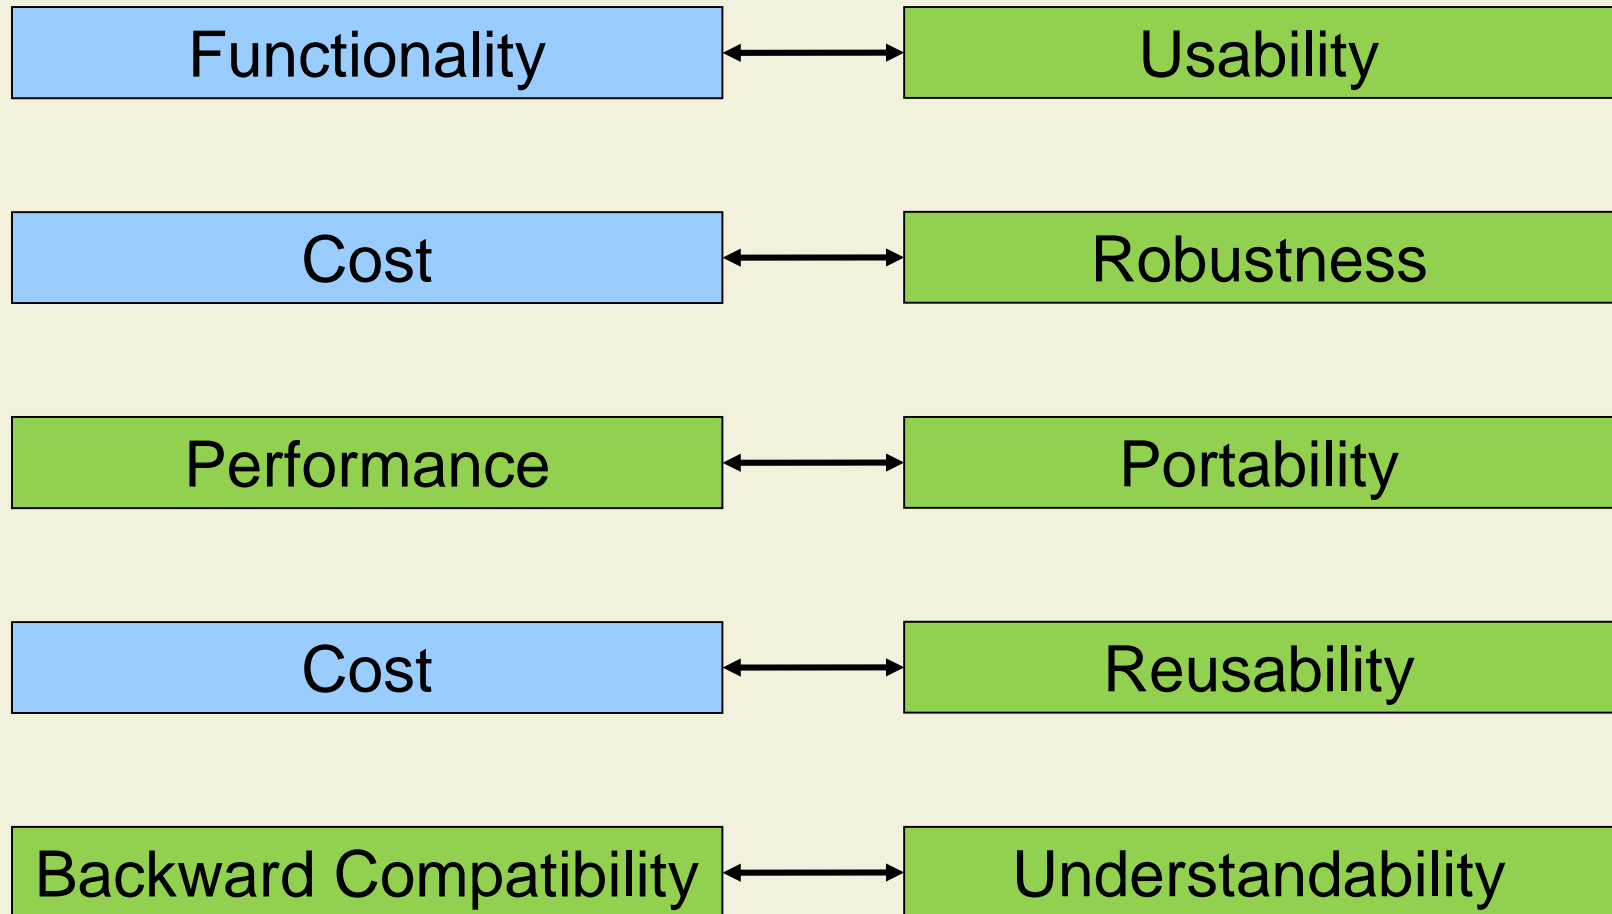 Functionality
Usability
Cost
Robustness
Performance
Portability
Cost
Reusability
Backward Compatibility
Understandability